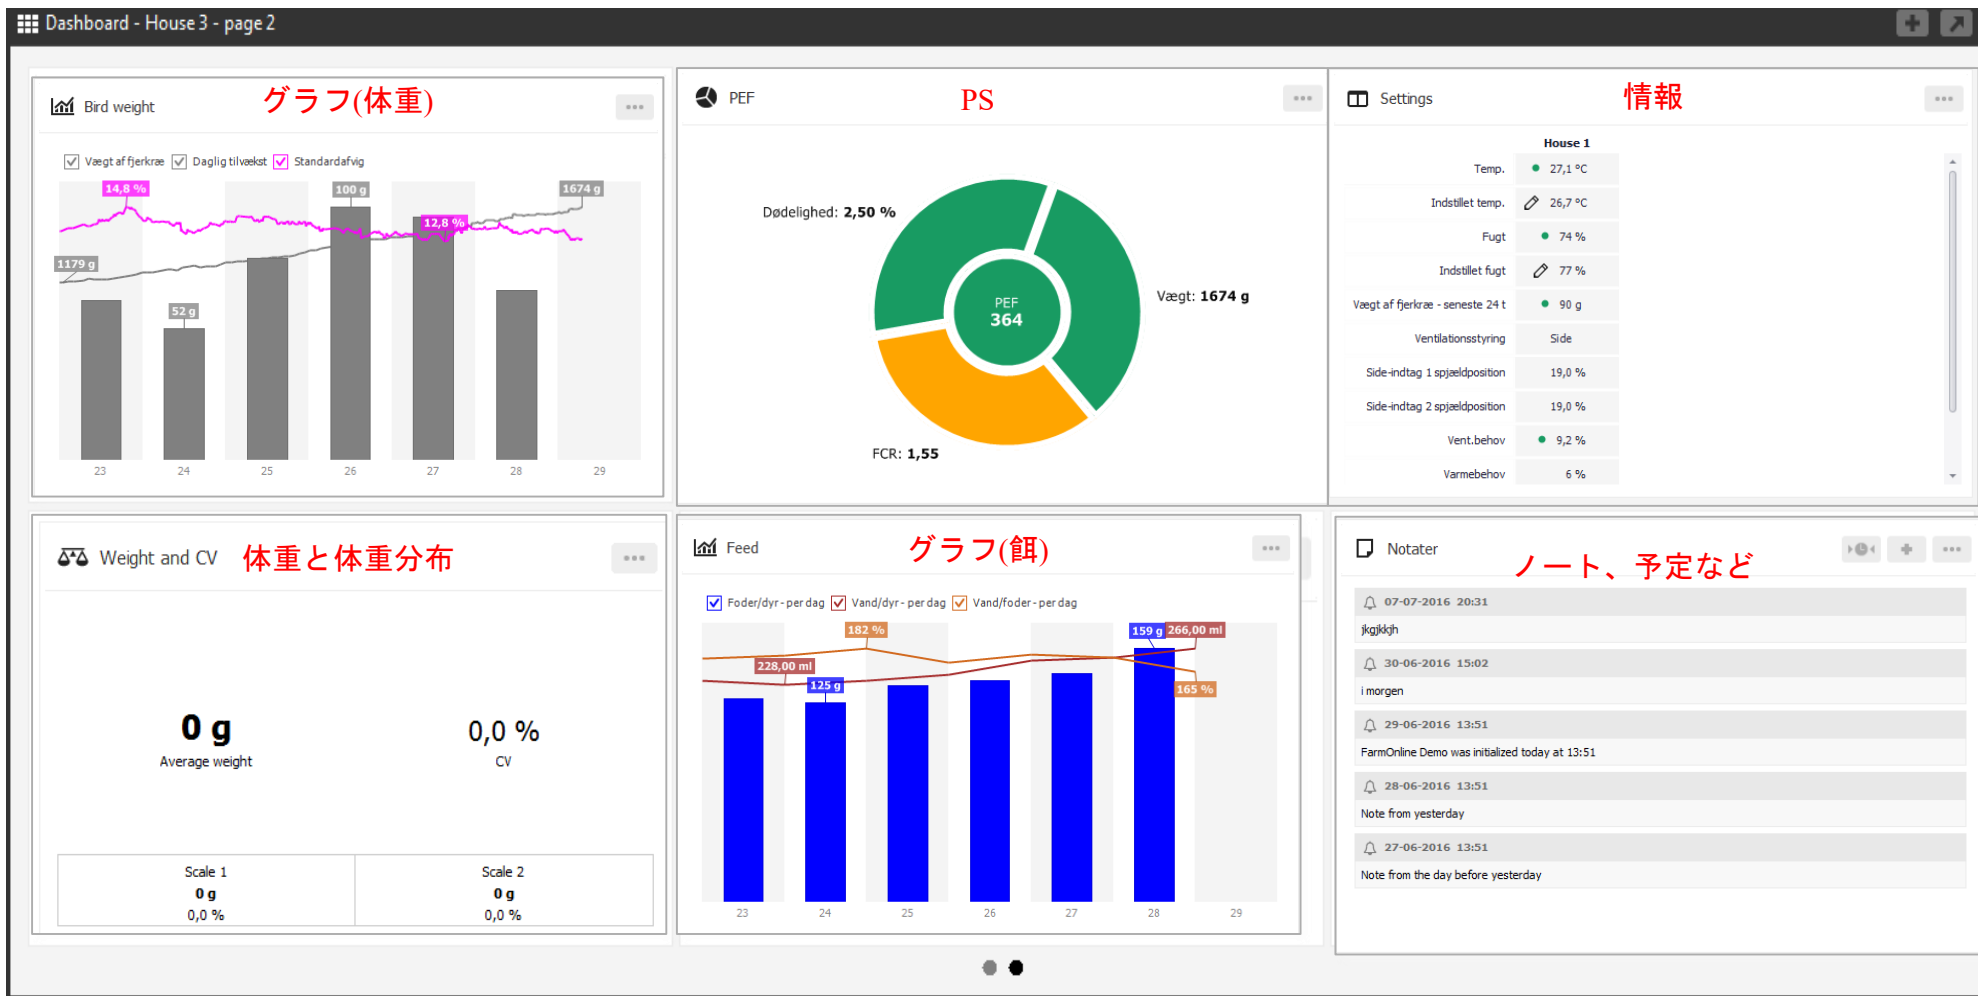 Dashboard - House 3 - page 2
Bird weight
グラフ(体重)
Vægt af fjerkræ Daglig tilvækst Standardafvig
14,8 %
100 g
1674 g
12,8 %
1179 g
52 g
23 24 25 26 27 28 29
PEF
PS
Dødelighed: 2,50 %
Vægt: 1674 g
PEF
364
FCR: 1,55
Settings
情報
House 1
Temp. 27,1 °C
Indstillet temp. 26,7 °C
Fugt 74 %
Indstillet fugt 77 %
Vægt af fjerkræ - seneste 24 t 90 g
Ventilationsstyring Side
Side-indtag 1 spjældposition 19,0 %
Side-indtag 2 spjældposition 19,0 %
Vent.behov 9,2 %
Varmebehov 6 %
Weight and CV
体重と体重分布
0 g
Average weight
0,0 %
CV
Scale 1
0 g
0,0 %
Scale 2
0 g
0,0 %
Feed
グラフ(餌)
Foder/dyr - per dag Vand/dyr - per dag Vand/foder - per dag
182 %
159 g
266,00 ml
228,00 ml
125 g
165 %
23 24 25 26 27 28 29
Notater
ノート、予定など
07-07-2016 20:31
jkgjkkjh
30-06-2016 15:02
i morgen
29-06-2016 13:51
FarmOnline Demo was initialized today at 13:51
28-06-2016 13:51
Note from yesterday
27-06-2016 13:51
Note from the day before yesterday